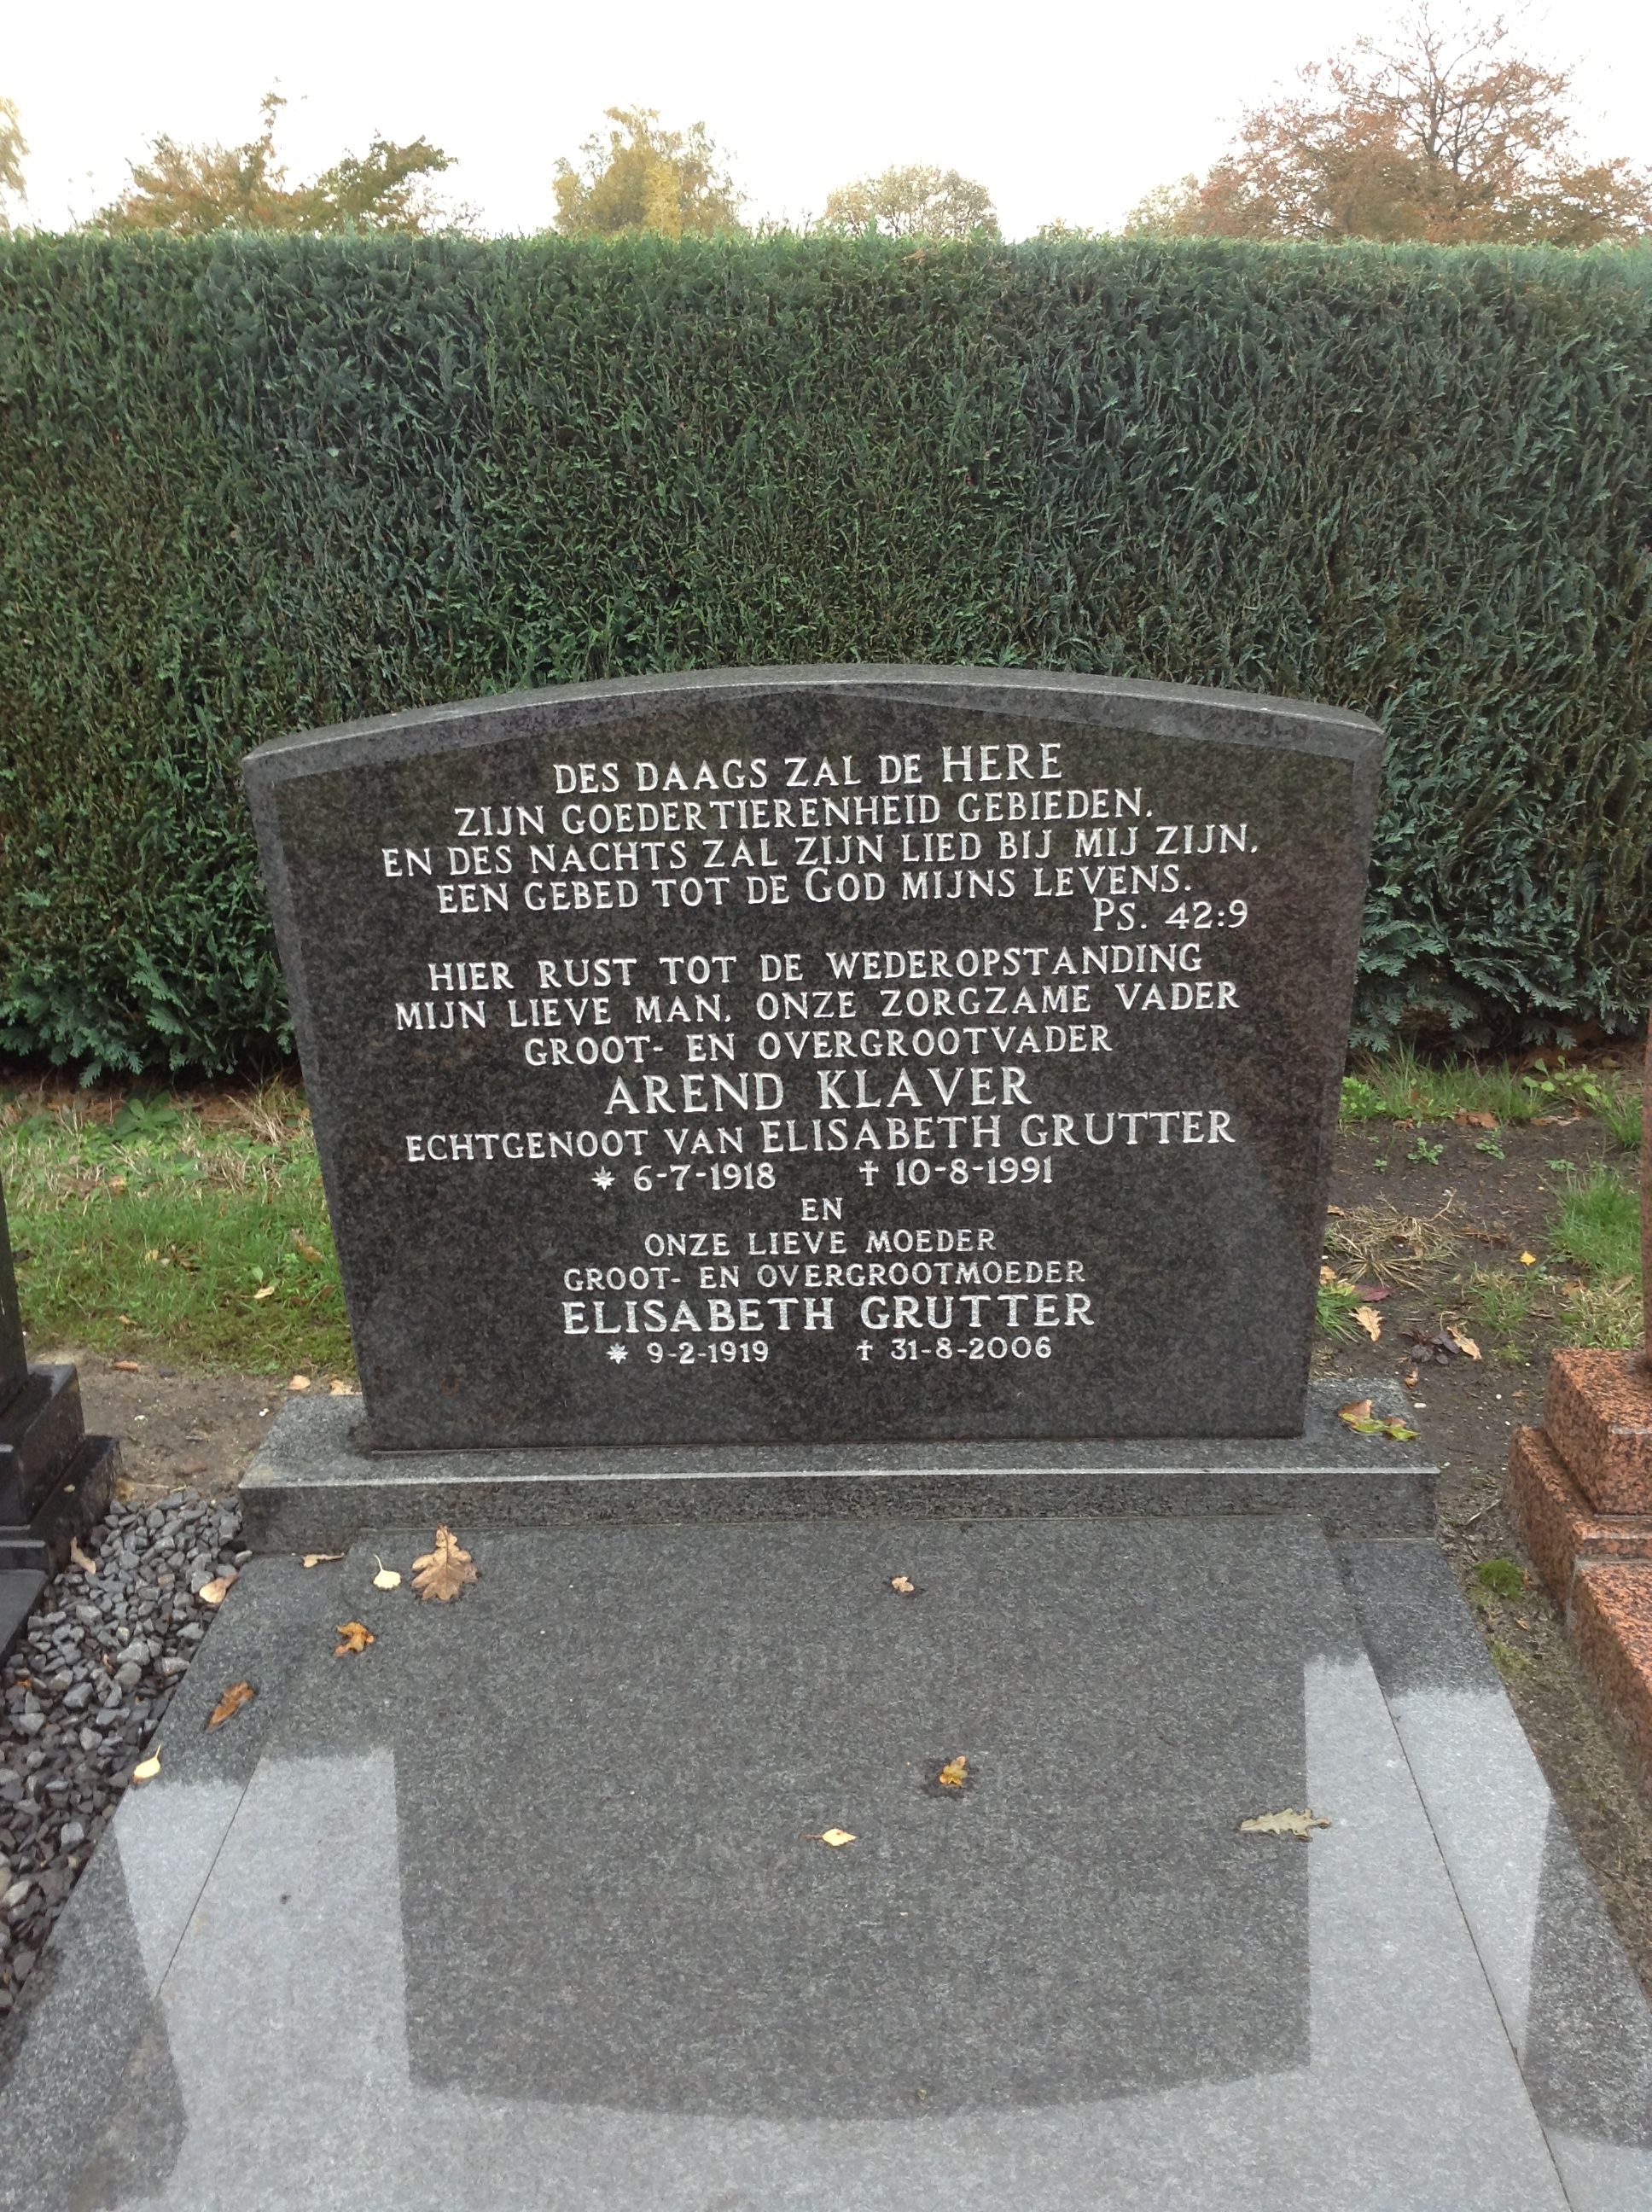 DES DAAGS ZAL DE HERE
ZIJN GOEDERTIERENHEID GEBIEDEN,
EN DES NACHTS ZAL ZIJN LIED BIJ MIJ ZIJN,
EEN GEBED TOT DE GOD MIJNS LEVENS.
PS. 42:9
HIER RUST TOT DE WEDEROPSTANDING
MIJN LIEVE MAN, ONZE ZORGZAME VADER
GROOT- EN OVERGROOTVADER
AREND KLAVER
ECHTGENOOT VAN ELISABETH GRUTTER
* 6-7-1918 † 10-8-1991
EN
ONZE LIEVE MOEDER
GROOT- EN OVERGROOTMOEDER
ELISABETH GRUTTER
* 9-2-1919 † 31-8-2006